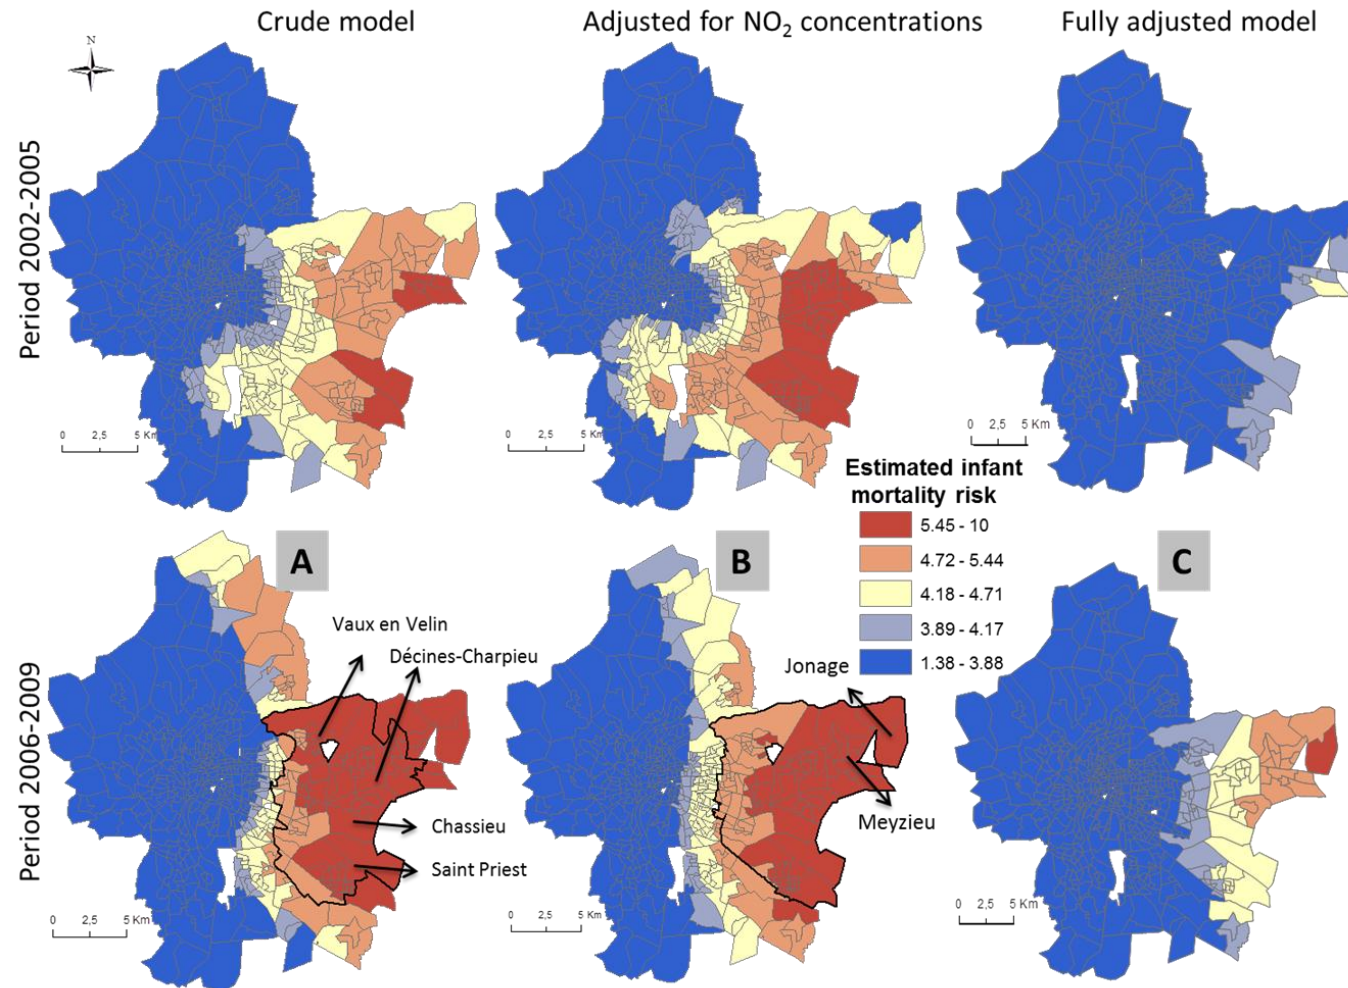 Crude model
Adjusted for NO₂ concentrations
Fully adjusted model
N
Period 2002-2005
0 2,5 5 Km
0 2,5 5 Km
0 2,5 5 Km
Estimated infant
mortality risk
5.45 - 10
4.72 - 5.44
4.18 - 4.71
3.89 - 4.17
1.38 - 3.88
A
B
C
Period 2006-2009
Vaux en Velin
Décines-Charpieu
Chassieu
Saint Priest
Jonage
Meyzieu
0 2,5 5 Km
0 2,5 5 Km
0 2,5 5 Km